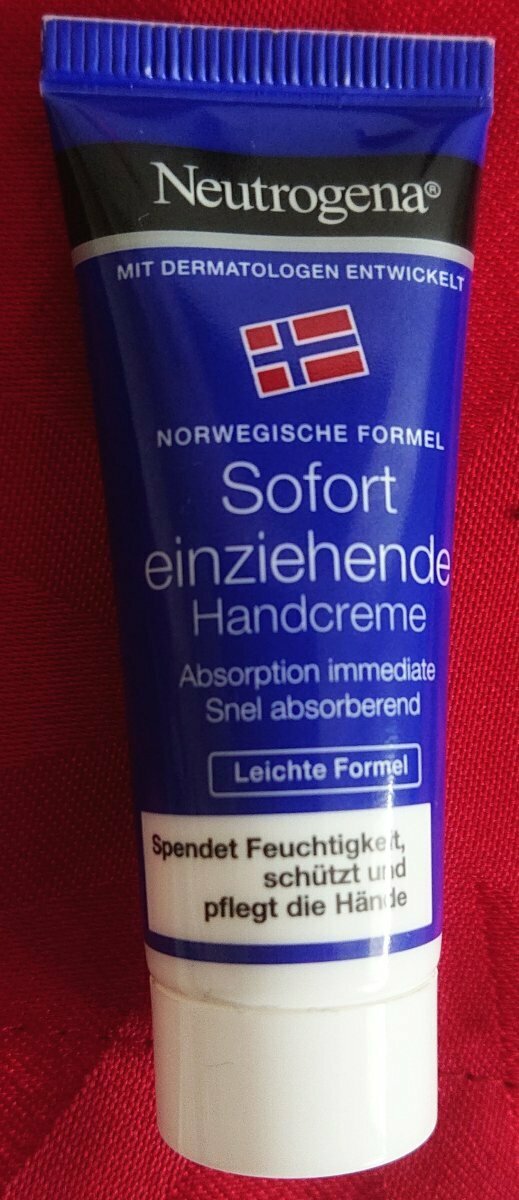 Neutrogena®
MIT DERMATOLOGEN ENTWICKELT
NORWEGISCHE FORMEL
Sofort
einziehende
Handcreme
Absorption immediate
Snel absorberend
Leichte Formel
Spendet Feuchtigkeit,
schützt und
pflegt die Hände